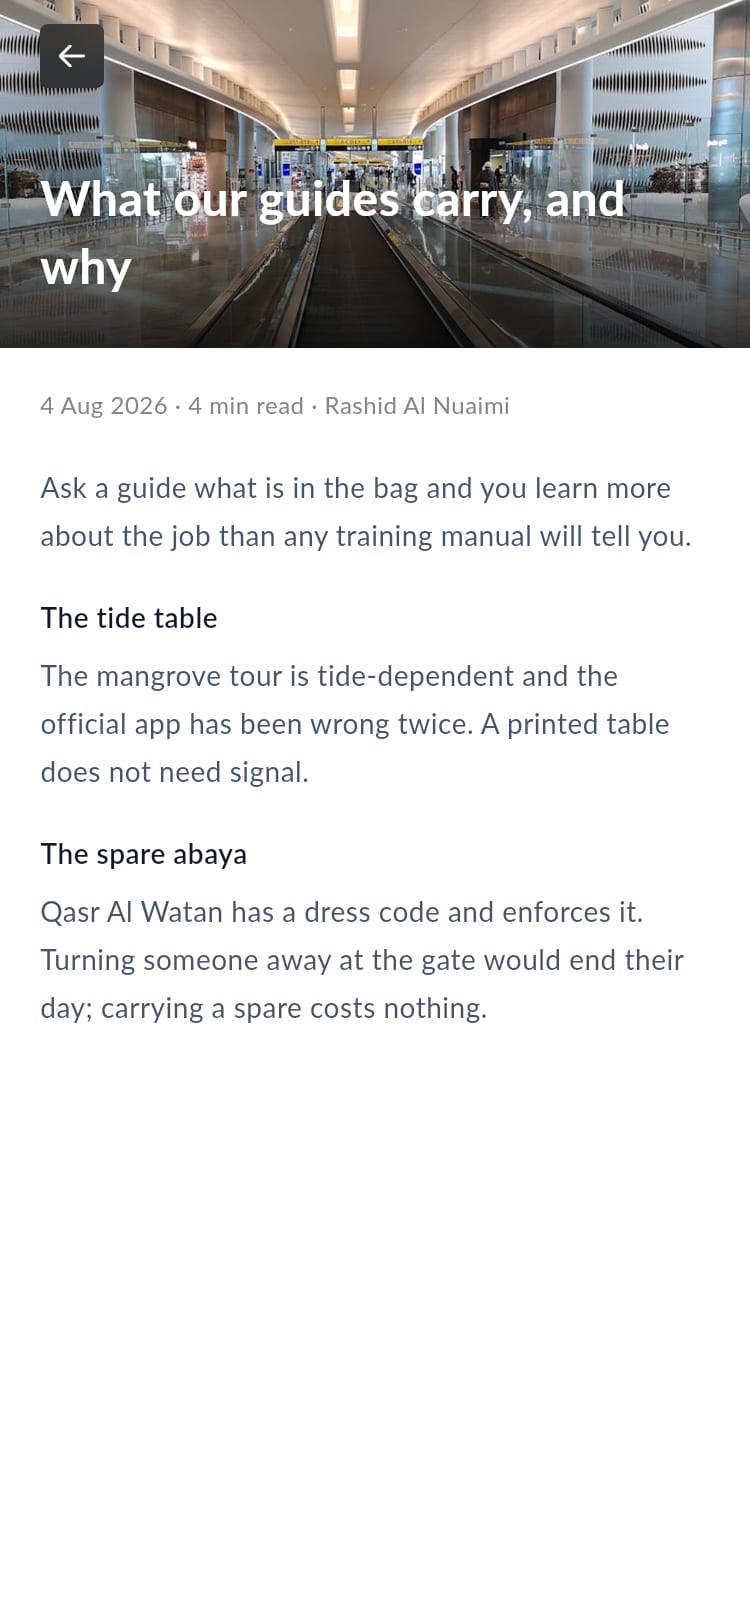 What our guides carry, and
why
4 Aug 2026 · 4 min read · Rashid Al Nuaimi
Ask a guide what is in the bag and you learn more
about the job than any training manual will tell you.
The tide table
The mangrove tour is tide-dependent and the
official app has been wrong twice. A printed table
does not need signal.
The spare abaya
Qasr Al Watan has a dress code and enforces it.
Turning someone away at the gate would end their
day; carrying a spare costs nothing.